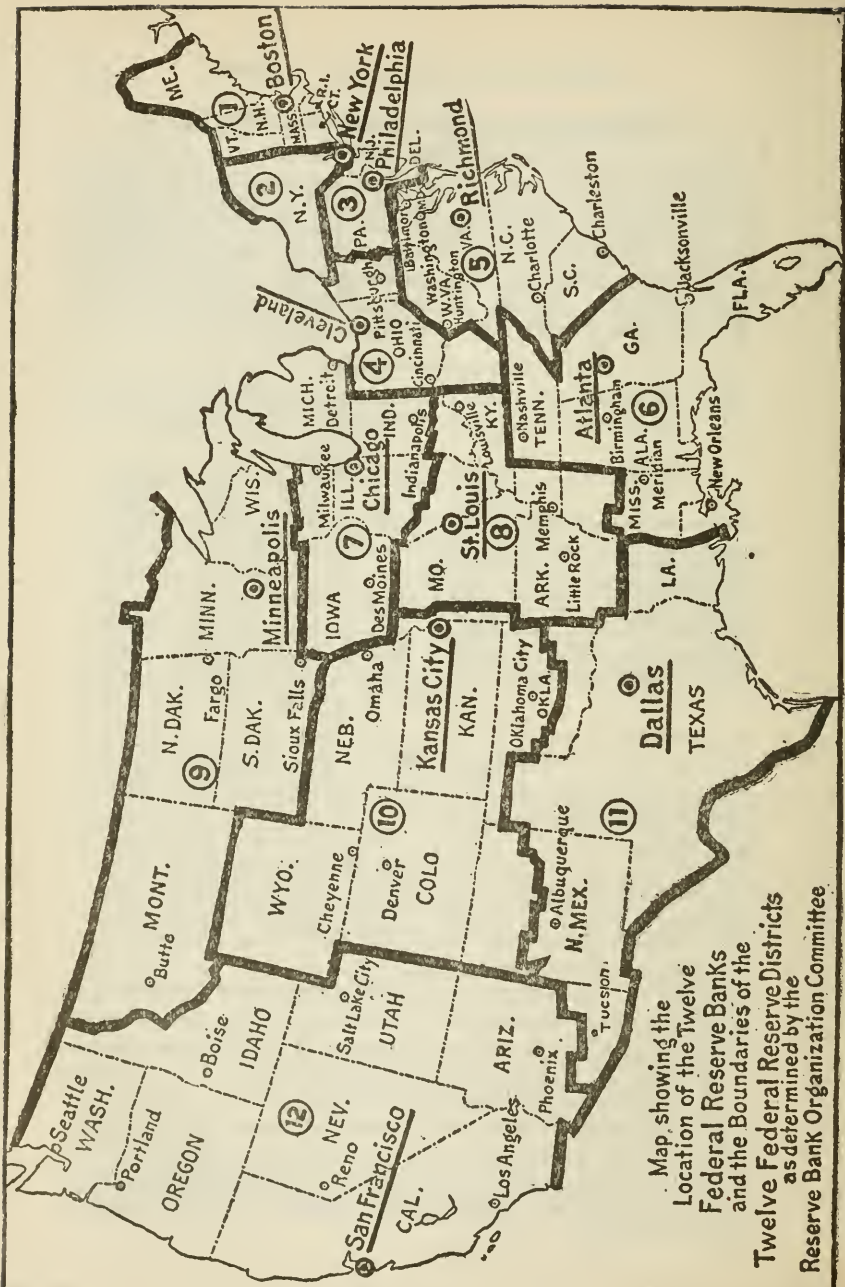 Seattle
WASH.
Portland
OREGON
Boise
IDAHO
MONT.
Butte
12
NEV.
Reno
San Francisco
CAL.
Los Angeles
Salt Lake City
UTAH
ARIZ.
Phoenix
Tucson
WYO.
Cheyenne
10
Denver
COLO
Albuquerque
N.MEX.
11
N.DAK.
Fargo
9
S.DAK.
Sioux Falls
NEB.
Omaha
Kansas City
KAN.
Oklahoma City
OKLA.
Dallas
TEXAS
MINN.
Minneapolis
WIS.
IOWA
Des Moines
7
Milwaukee
ILL.
Chicago
MICH.
Detroit
IND.
Indianapolis
MO.
St. Louis
8
Louisville
KY.
ARK.
Memphis
Little Rock
LA.
MISS.
Meridian
New Orleans
ALA.
Birmingham
6
Atlanta
GA.
Nashville
TENN.
Jacksonville
FLA.
Cleveland
4
OHIO
Pittsburgh
Cincinnati
PA.
3
Philadelphia
N.J.
DEL.
Baltimore
Washington
W.VA.
Huntington
VA.
Richmond
5
N.C.
Charlotte
S.C.
Charleston
2
N.Y.
New York
ME.
1
VT.
N.H.
Boston
MASS
R.I.
CT.
Map showing the
Location of the Twelve
Federal Reserve Banks
and the Boundaries of the
Twelve Federal Reserve Districts
as determined by the
Reserve Bank Organization Committee